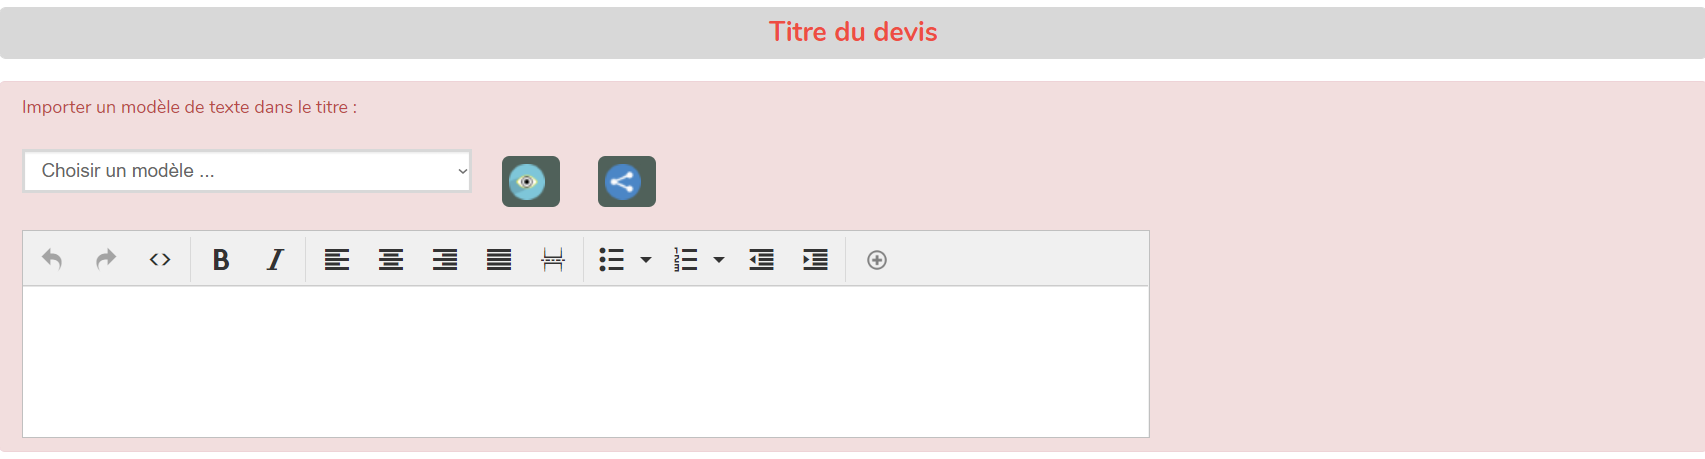 Titre du devis
Importer un modèle de texte dans le titre :
Choisir un modèle ...